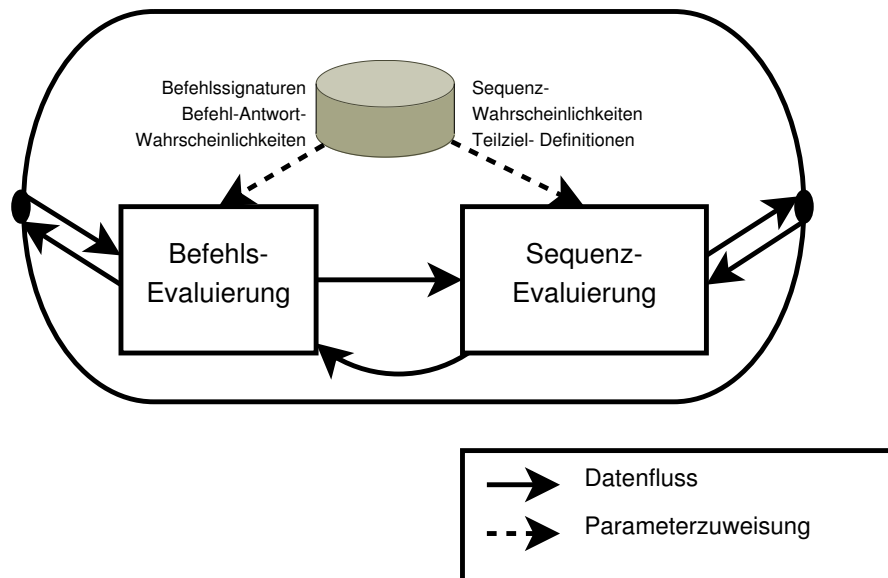 Befehlssignaturen
Befehl-Antwort-
Wahrscheinlichkeiten
Sequenz-
Wahrscheinlichkeiten
Teilziel- Definitionen
Befehls-
Evaluierung
Sequenz-
Evaluierung
Datenfluss
Parameterzuweisung